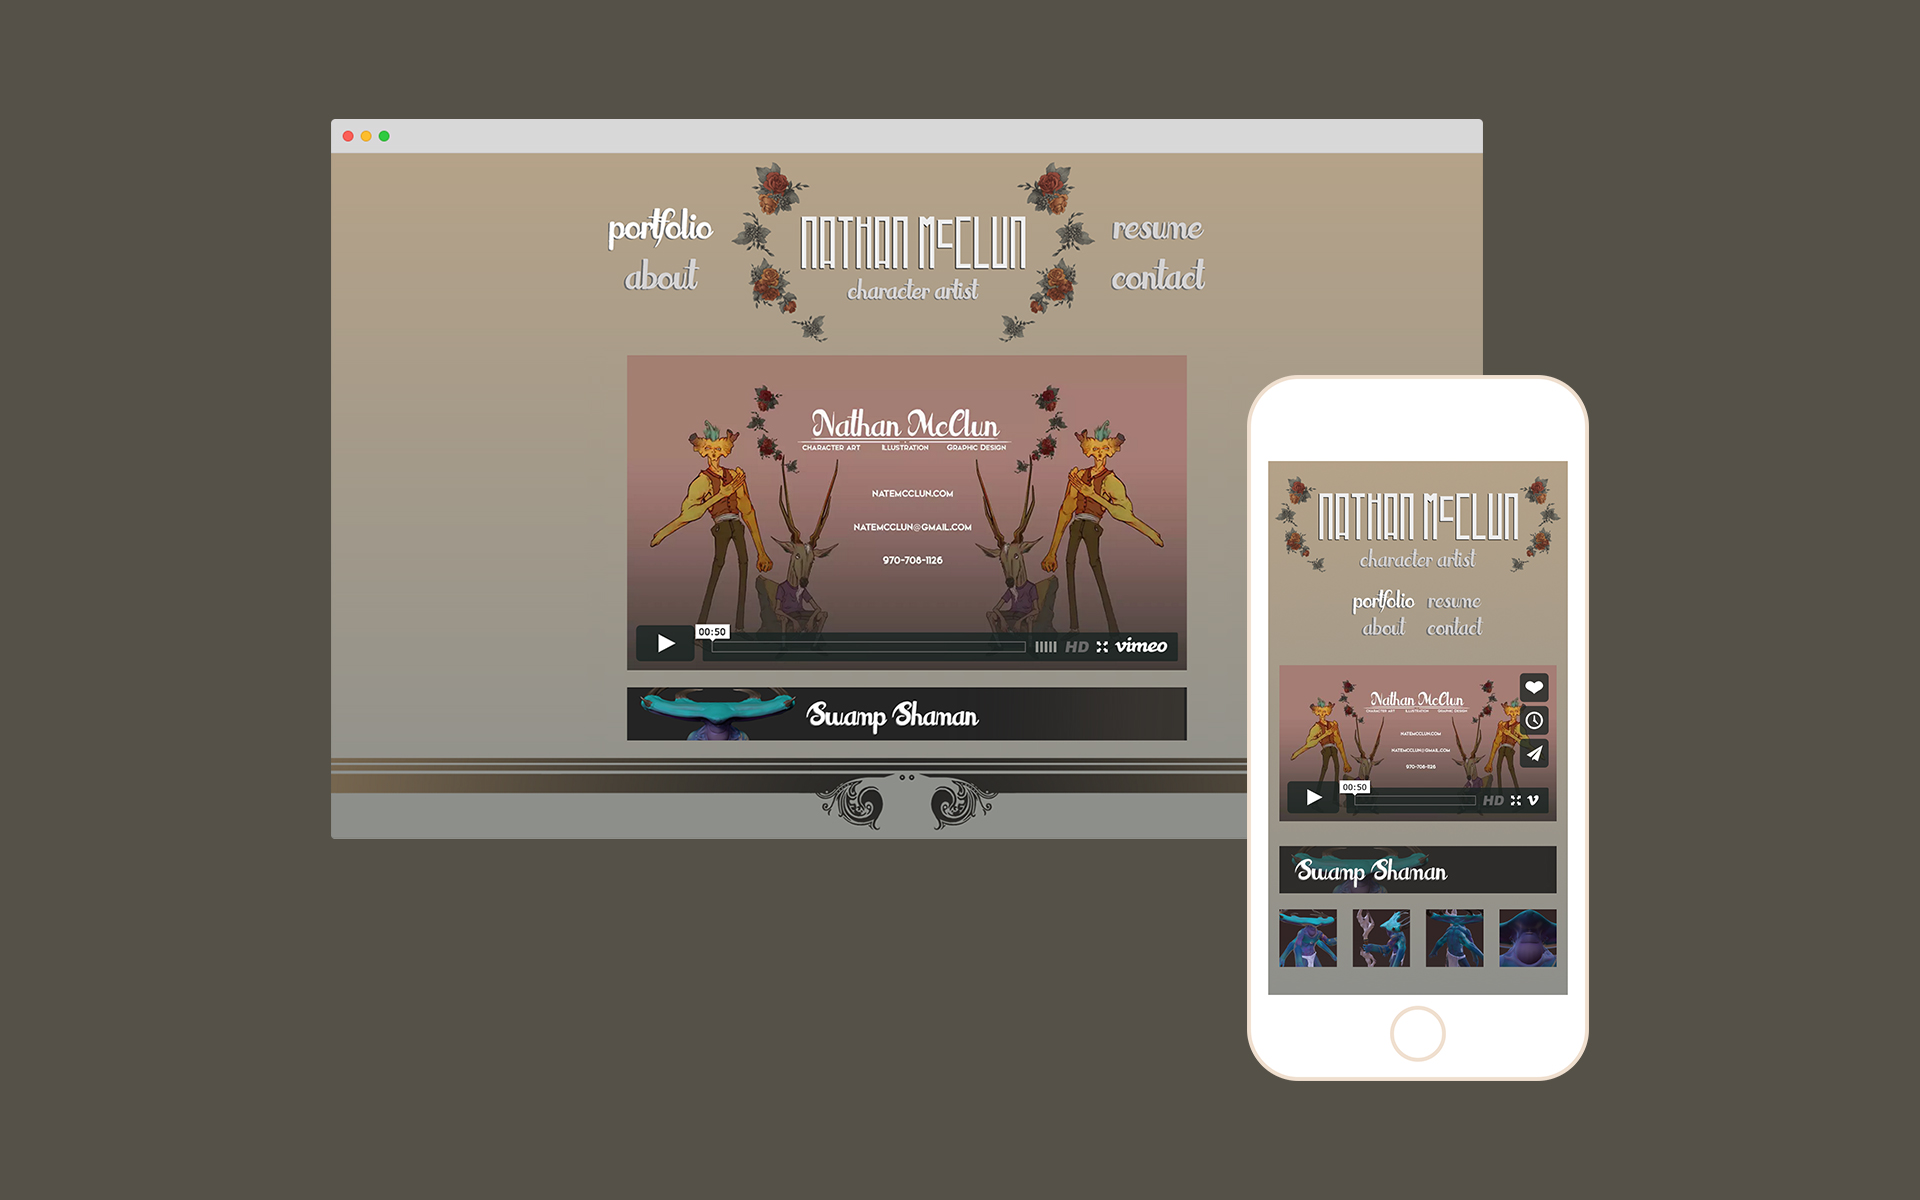 portfolio
about
NATHAN McCLUN
character artist
resume
contact
Nathan McClun
CHARACTER ART ILLUSTRATION GRAPHIC DESIGN
NATEMCCLUN.COM
NATEMCCLUN@GMAIL.COM
970-708-1126
00:50
HD vimeo
Swamp Shaman
NATHAN McCLUN
character artist
portfolio resume
about contact
Nathan McClun
CHARACTER ART ILLUSTRATION GRAPHIC DESIGN
NATEMCCLUN.COM
NATEMCCLUN@GMAIL.COM
970-708-1126
00:50
HD
Swamp Shaman